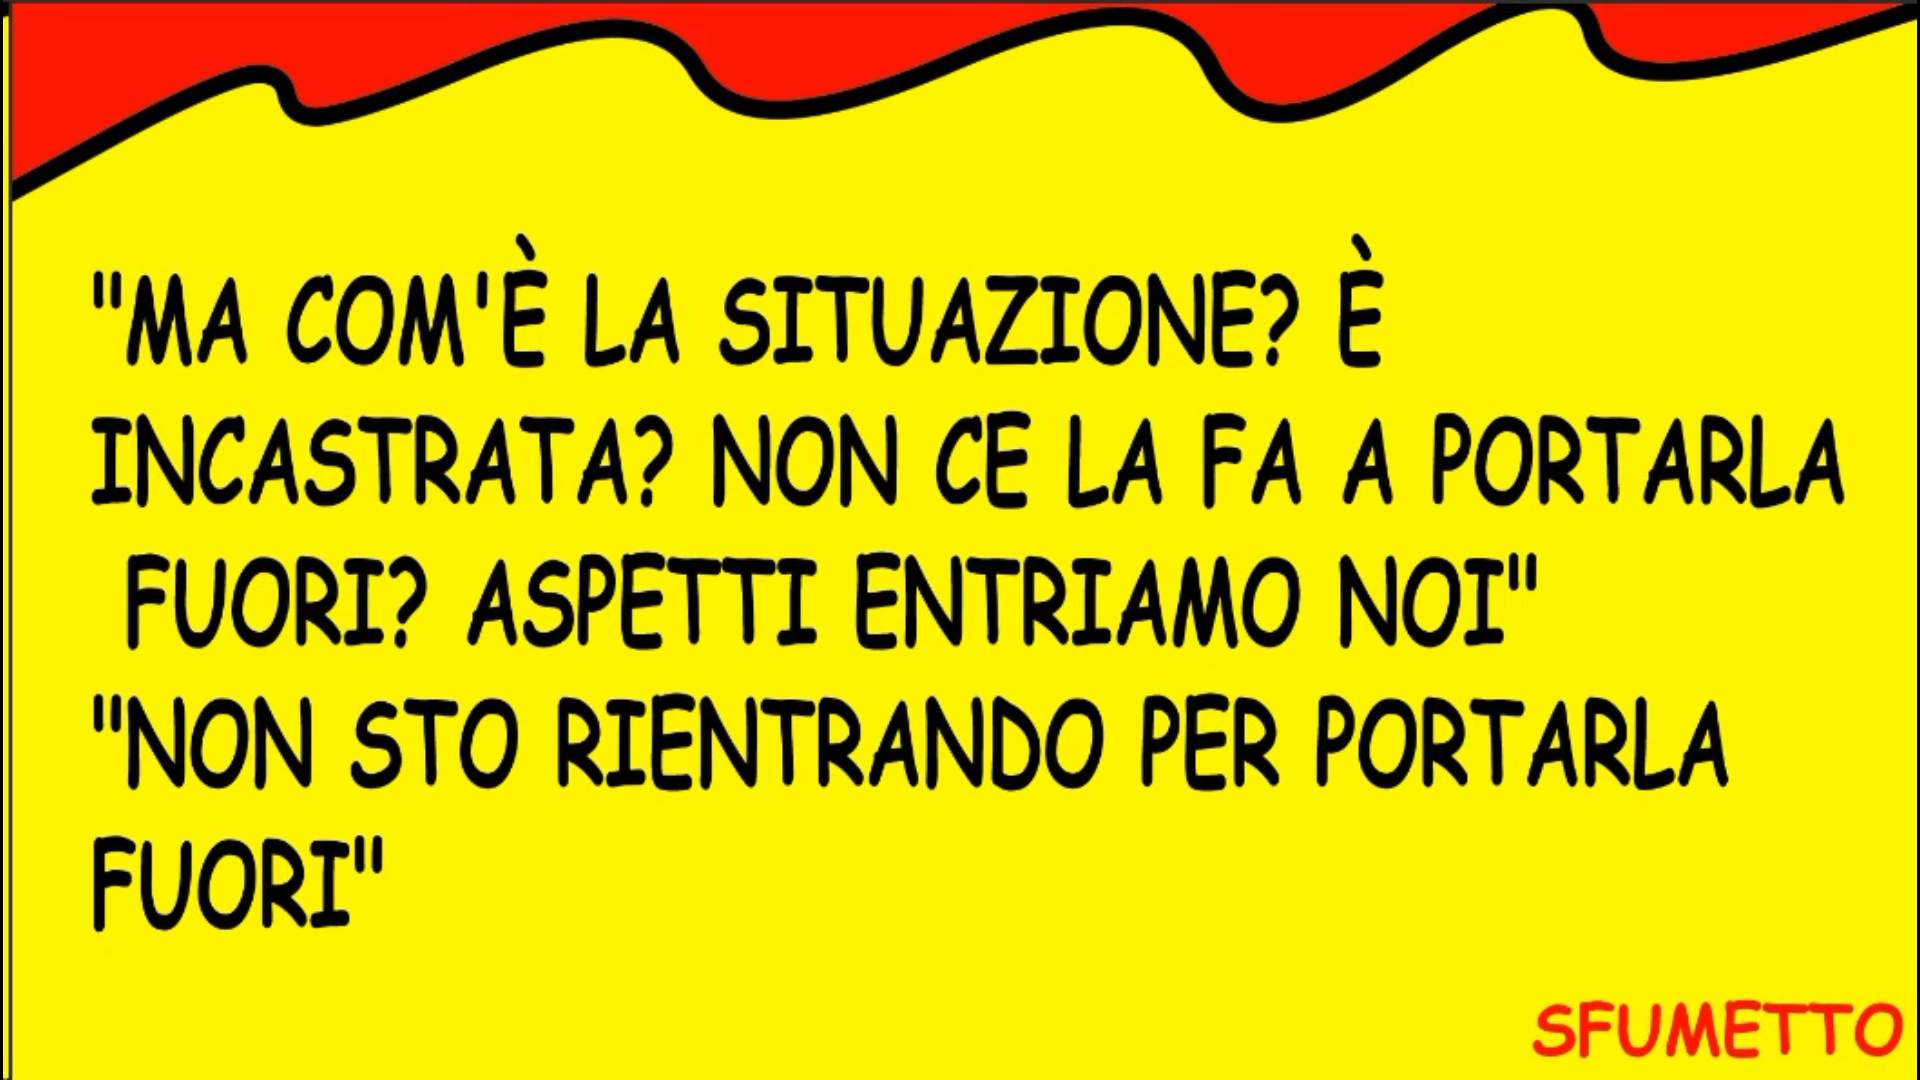 "MA COM'È LA SITUAZIONE? È
INCASTRATA? NON CE LA FA A PORTARLA
FUORI? ASPETTI ENTRIAMO NOI"
"NON STO RIENTRANDO PER PORTARLA
FUORI"
SFUMETTO